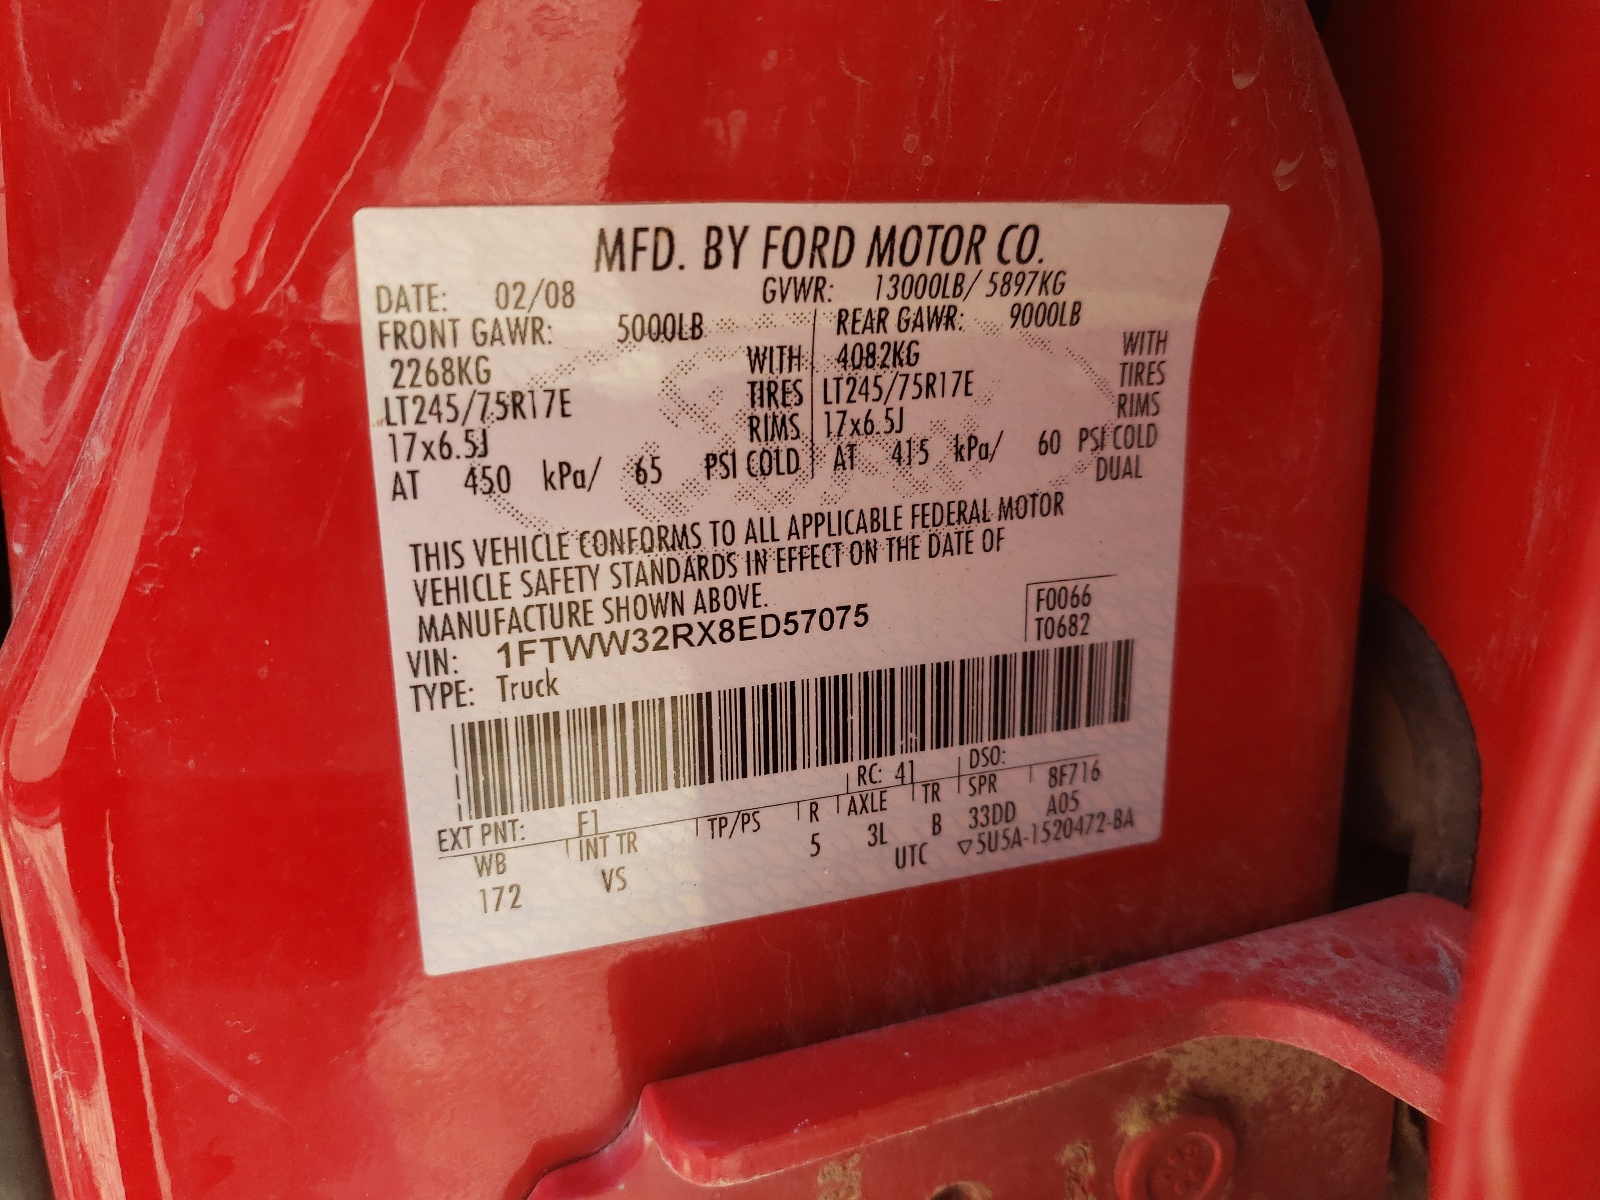 MFD. BY FORD MOTOR CO.
DATE: 02/08 GVWR: 13000LB/ 5897KG
FRONT GAWR: 5000LB REAR GAWR: 9000LB
2268KG WITH 4082KG WITH
LT245/75R17E TIRES LT245/75R17E TIRES
17x6.5J RIMS 17x6.5J RIMS
AT 450 kPa/ 65 PSI COLD AT 415 kPa/ 60 PSI COLD
DUAL
THIS VEHICLE CONFORMS TO ALL APPLICABLE FEDERAL MOTOR
VEHICLE SAFETY STANDARDS IN EFFECT ON THE DATE OF
MANUFACTURE SHOWN ABOVE.
F0066
VIN: 1FTWW32RX8ED57075 T0682
TYPE: Truck
EXT PNT: F1 RC: 41 DSO:
WB INT TR TP/PS R AXLE TR SPR 8F716
172 VS 5 3L B 33DD A05
UTC ▽5U5A-1520472-BA